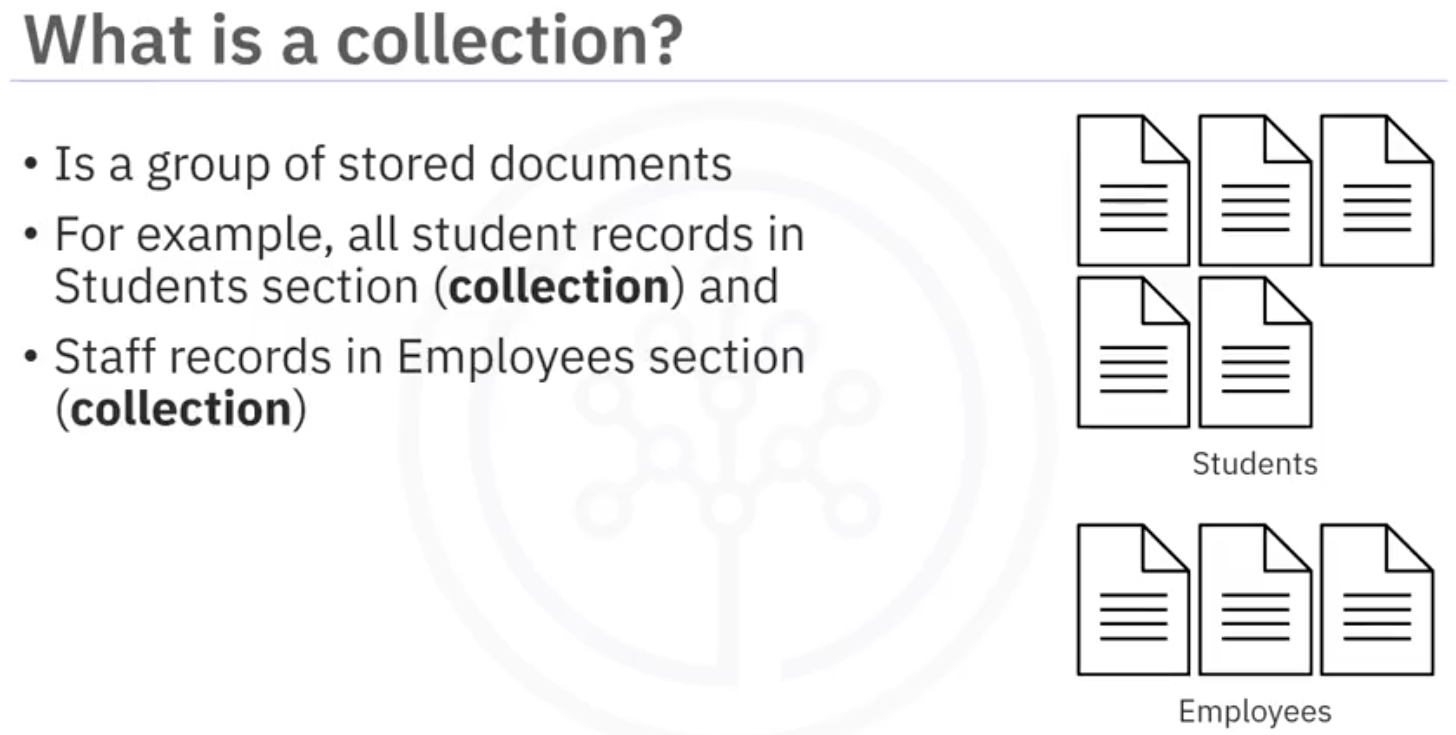 What is a collection?
• Is a group of stored documents
• For example, all student records in
Students section (collection) and
• Staff records in Employees section
(collection)
Students
Employees